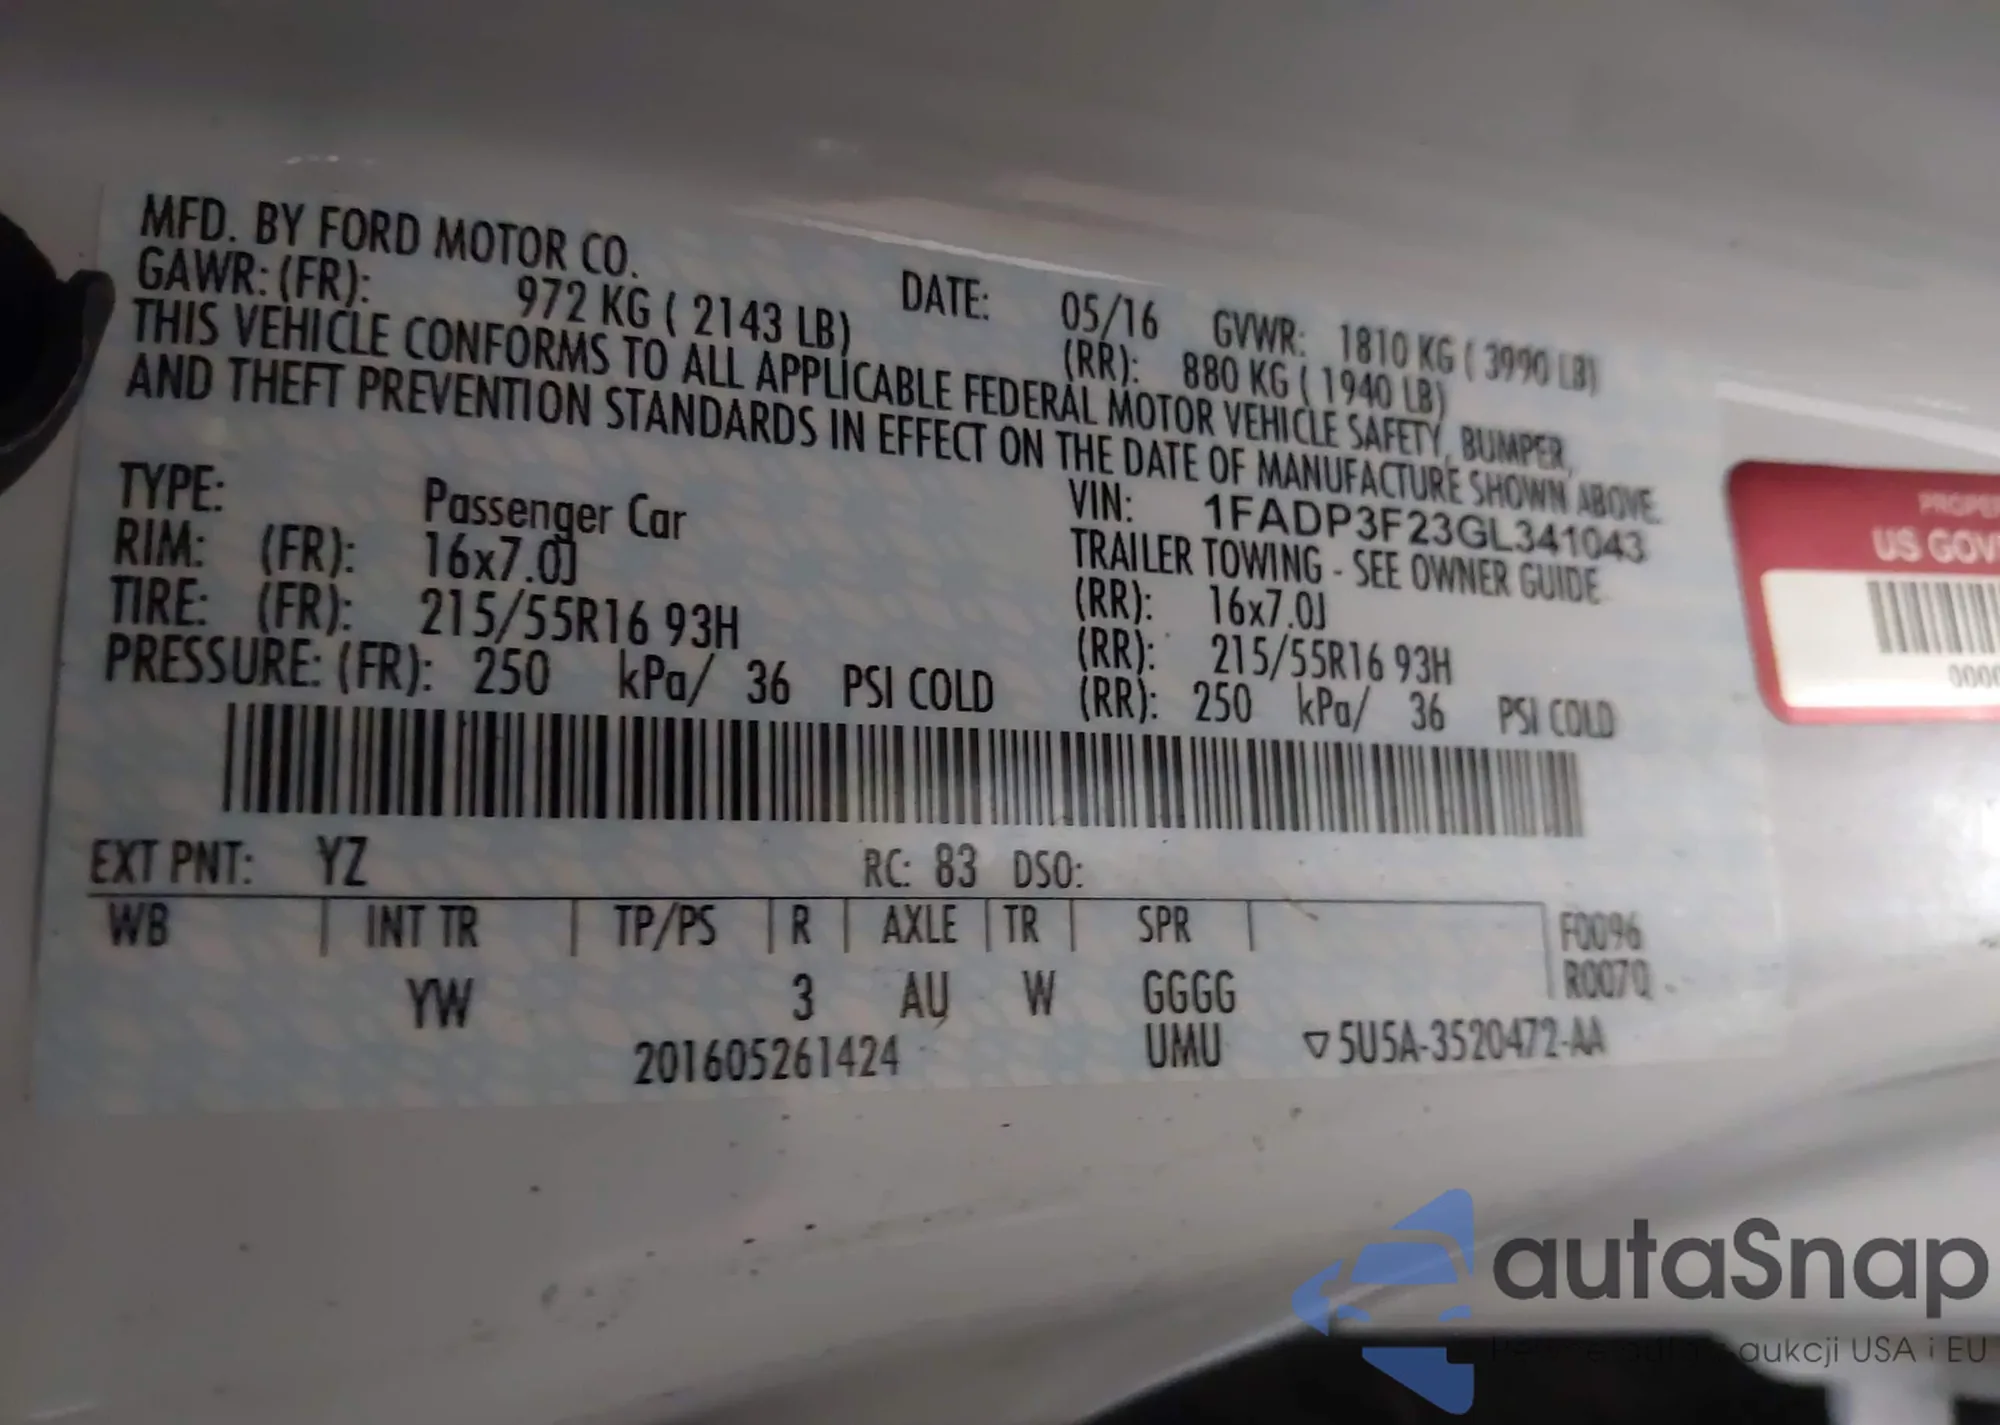 MFD. BY FORD MOTOR CO.
DATE: 05/16 GVWR: 1810 KG ( 3990 LB)
GAWR: (FR): 972 KG ( 2143 LB) (RR): 880 KG ( 1940 LB)
THIS VEHICLE CONFORMS TO ALL APPLICABLE FEDERAL MOTOR VEHICLE SAFETY, BUMPER,
AND THEFT PREVENTION STANDARDS IN EFFECT ON THE DATE OF MANUFACTURE SHOWN ABOVE.
VIN: 1FADP3F23GL341043
TYPE: Passenger Car TRAILER TOWING - SEE OWNER GUIDE
RIM: (FR): 16x7.0J (RR): 16x7.0J
TIRE: (FR): 215/55R16 93H (RR): 215/55R16 93H
PRESSURE: (FR): 250 kPa/ 36 PSI COLD (RR): 250 kPa/ 36 PSI COLD
EXT PNT: YZ RC: 83 DSO:
WB INT TR TP/PS R AXLE TR SPR F0096
R0070
YW 3 AU W GGGG
201605261424 UMU ▽5U5A-3520472-AA
US GOV
0000
autaSnap
aukcji USA i EU